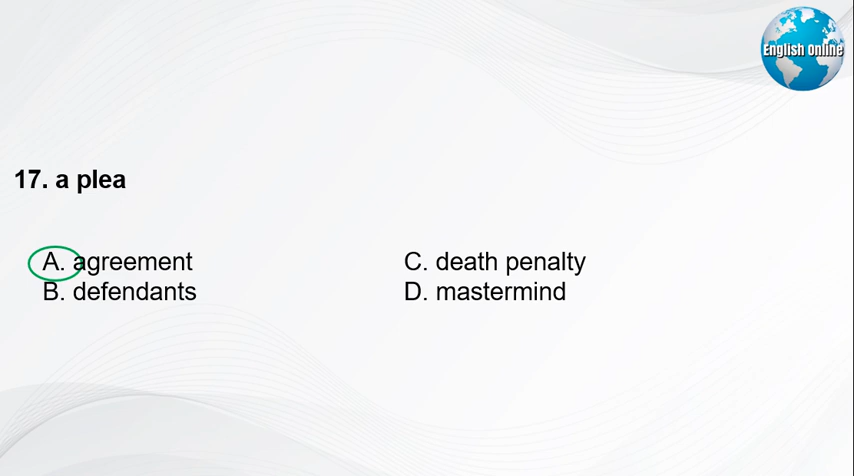 English Online
17. a plea
A. agreement
B. defendants
C. death penalty
D. mastermind